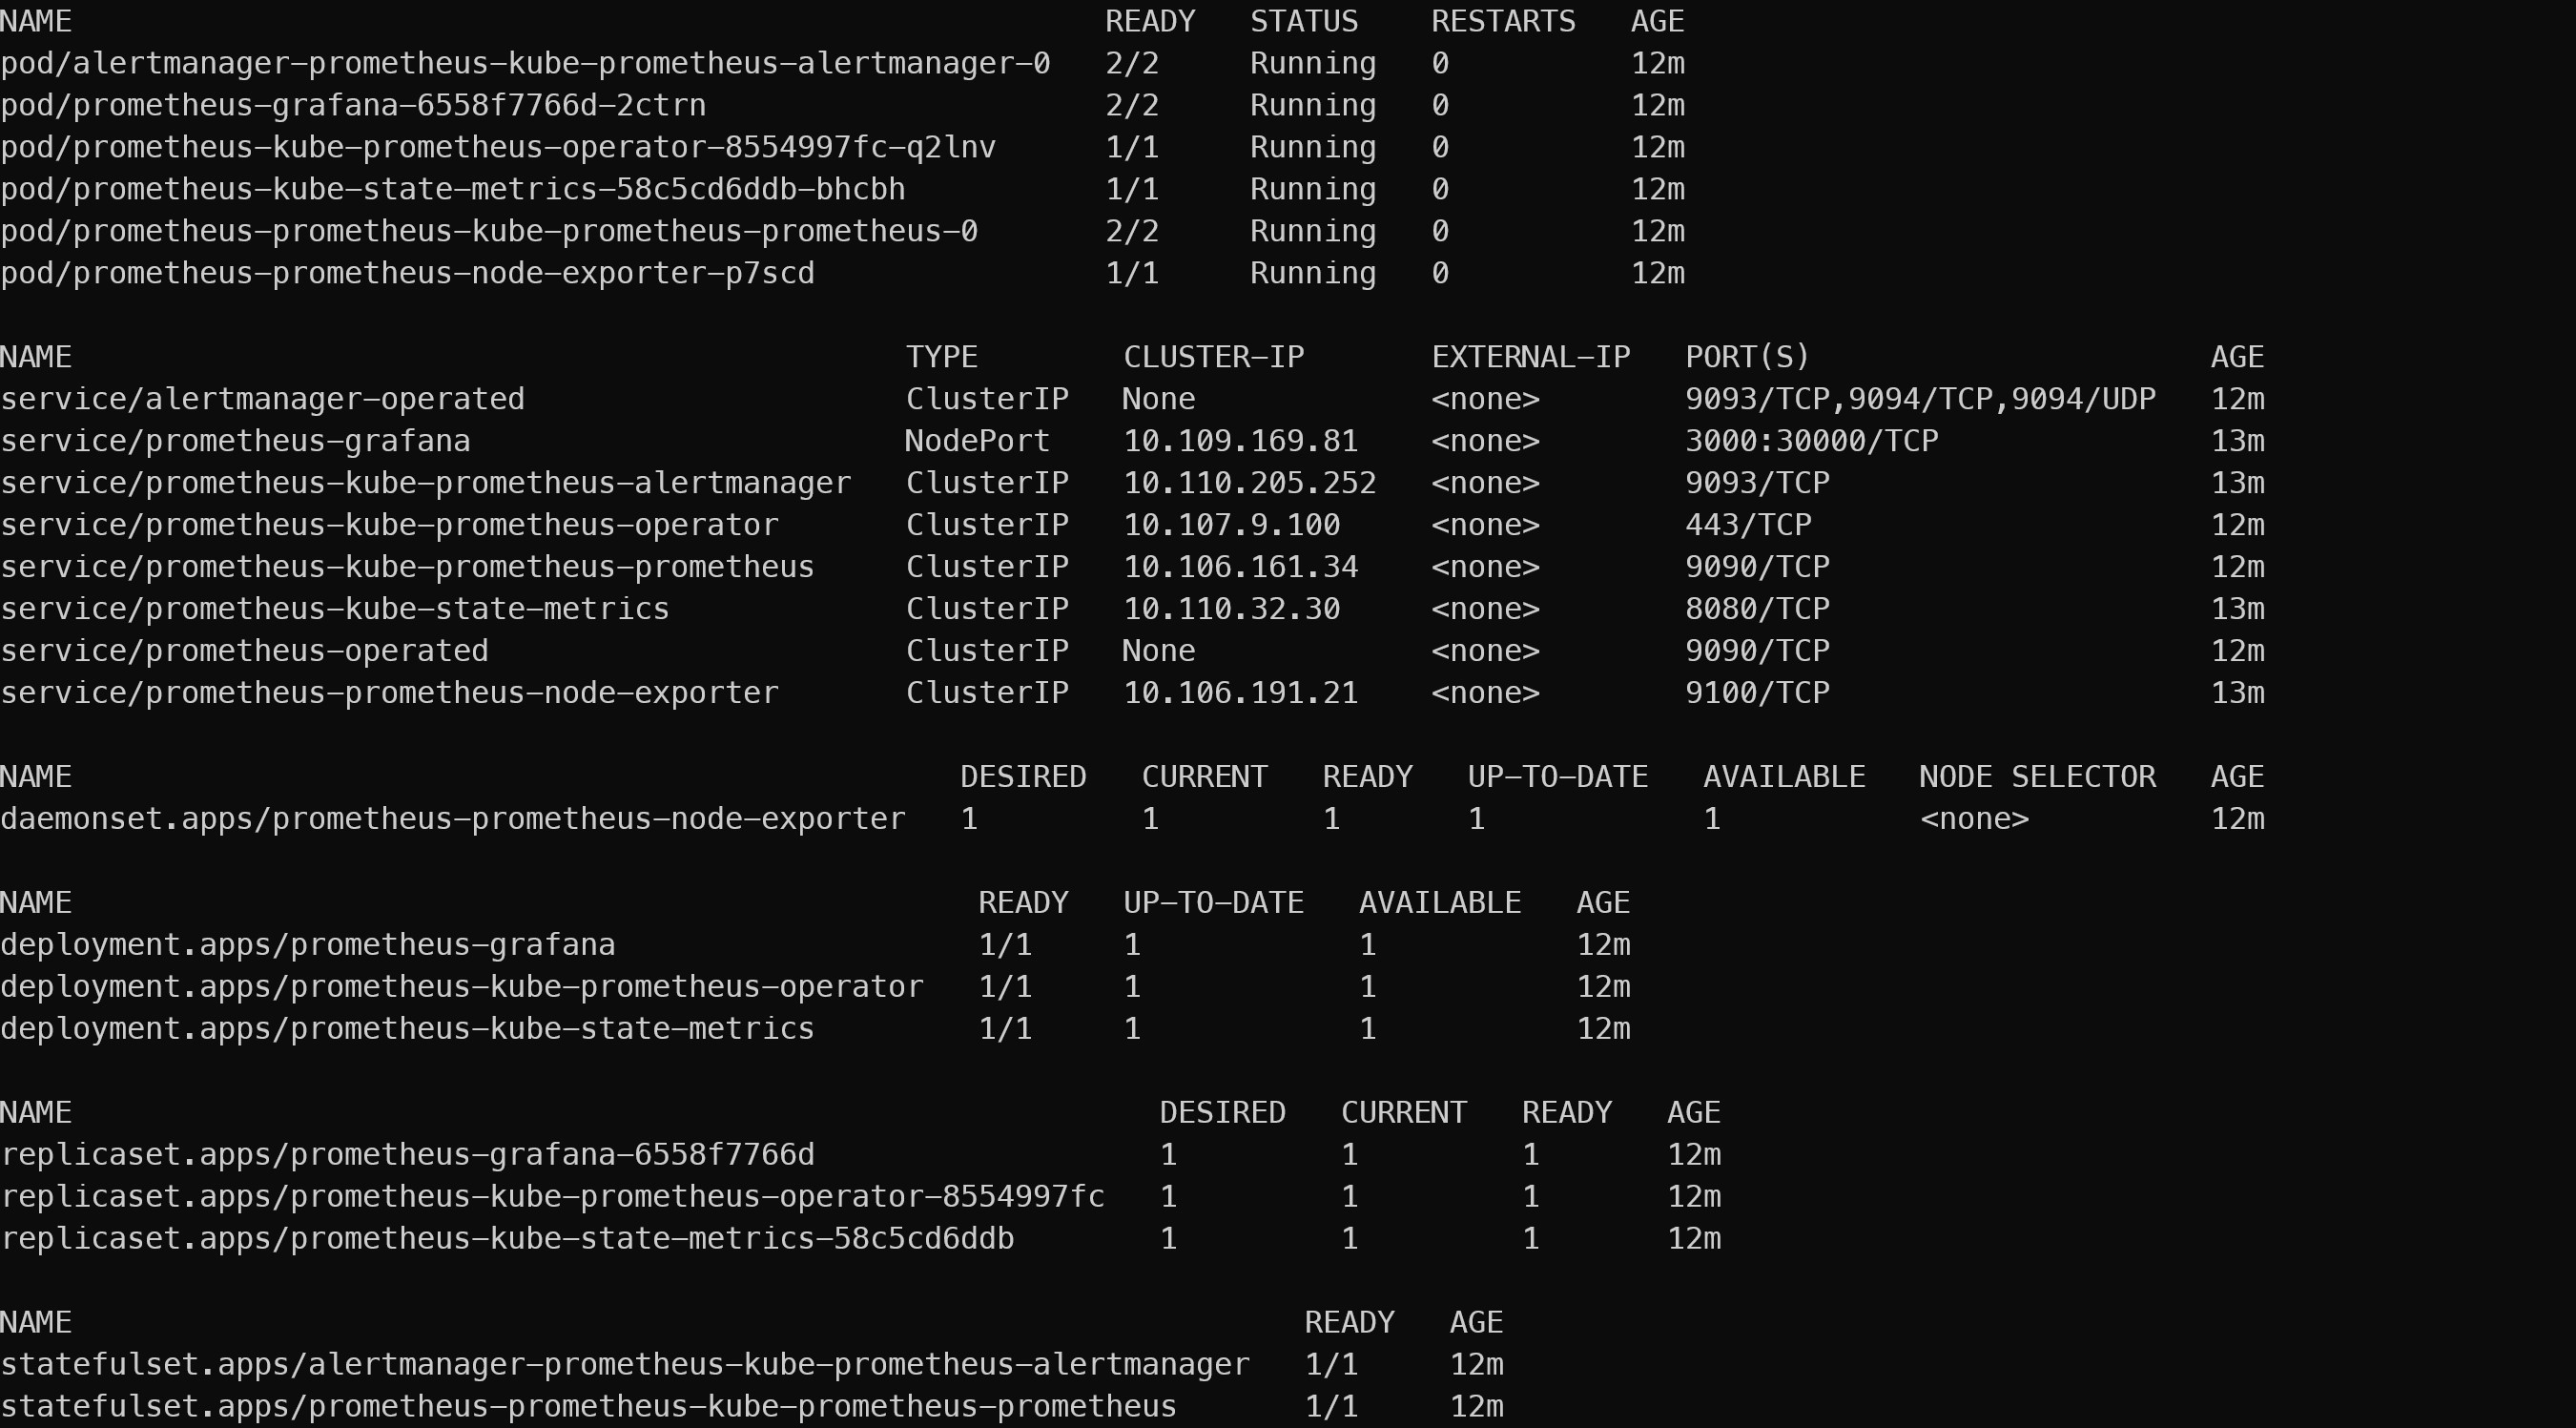 NAME READY STATUS RESTARTS AGE
pod/alertmanager-prometheus-kube-prometheus-alertmanager-0 2/2 Running 0 12m
pod/prometheus-grafana-6558f7766d-2ctrn 2/2 Running 0 12m
pod/prometheus-kube-prometheus-operator-8554997fc-q2lnv 1/1 Running 0 12m
pod/prometheus-kube-state-metrics-58c5cd6ddb-bhcbh 1/1 Running 0 12m
pod/prometheus-prometheus-kube-prometheus-prometheus-0 2/2 Running 0 12m
pod/prometheus-prometheus-node-exporter-p7scd 1/1 Running 0 12m
NAME TYPE CLUSTER-IP EXTERNAL-IP PORT(S) AGE
service/alertmanager-operated ClusterIP None <none> 9093/TCP,9094/TCP,9094/UDP 12m
service/prometheus-grafana NodePort 10.109.169.81 <none> 3000:30000/TCP 13m
service/prometheus-kube-prometheus-alertmanager ClusterIP 10.110.205.252 <none> 9093/TCP 13m
service/prometheus-kube-prometheus-operator ClusterIP 10.107.9.100 <none> 443/TCP 12m
service/prometheus-kube-prometheus-prometheus ClusterIP 10.106.161.34 <none> 9090/TCP 12m
service/prometheus-kube-state-metrics ClusterIP 10.110.32.30 <none> 8080/TCP 13m
service/prometheus-operated ClusterIP None <none> 9090/TCP 12m
service/prometheus-prometheus-node-exporter ClusterIP 10.106.191.21 <none> 9100/TCP 13m
NAME DESIRED CURRENT READY UP-TO-DATE AVAILABLE NODE SELECTOR AGE
daemonset.apps/prometheus-prometheus-node-exporter 1 1 1 1 1 <none> 12m
NAME READY UP-TO-DATE AVAILABLE AGE
deployment.apps/prometheus-grafana 1/1 1 1 12m
deployment.apps/prometheus-kube-prometheus-operator 1/1 1 1 12m
deployment.apps/prometheus-kube-state-metrics 1/1 1 1 12m
NAME DESIRED CURRENT READY AGE
replicaset.apps/prometheus-grafana-6558f7766d 1 1 1 12m
replicaset.apps/prometheus-kube-prometheus-operator-8554997fc 1 1 1 12m
replicaset.apps/prometheus-kube-state-metrics-58c5cd6ddb 1 1 1 12m
NAME READY AGE
statefulset.apps/alertmanager-prometheus-kube-prometheus-alertmanager 1/1 12m
statefulset.apps/prometheus-prometheus-kube-prometheus-prometheus 1/1 12m